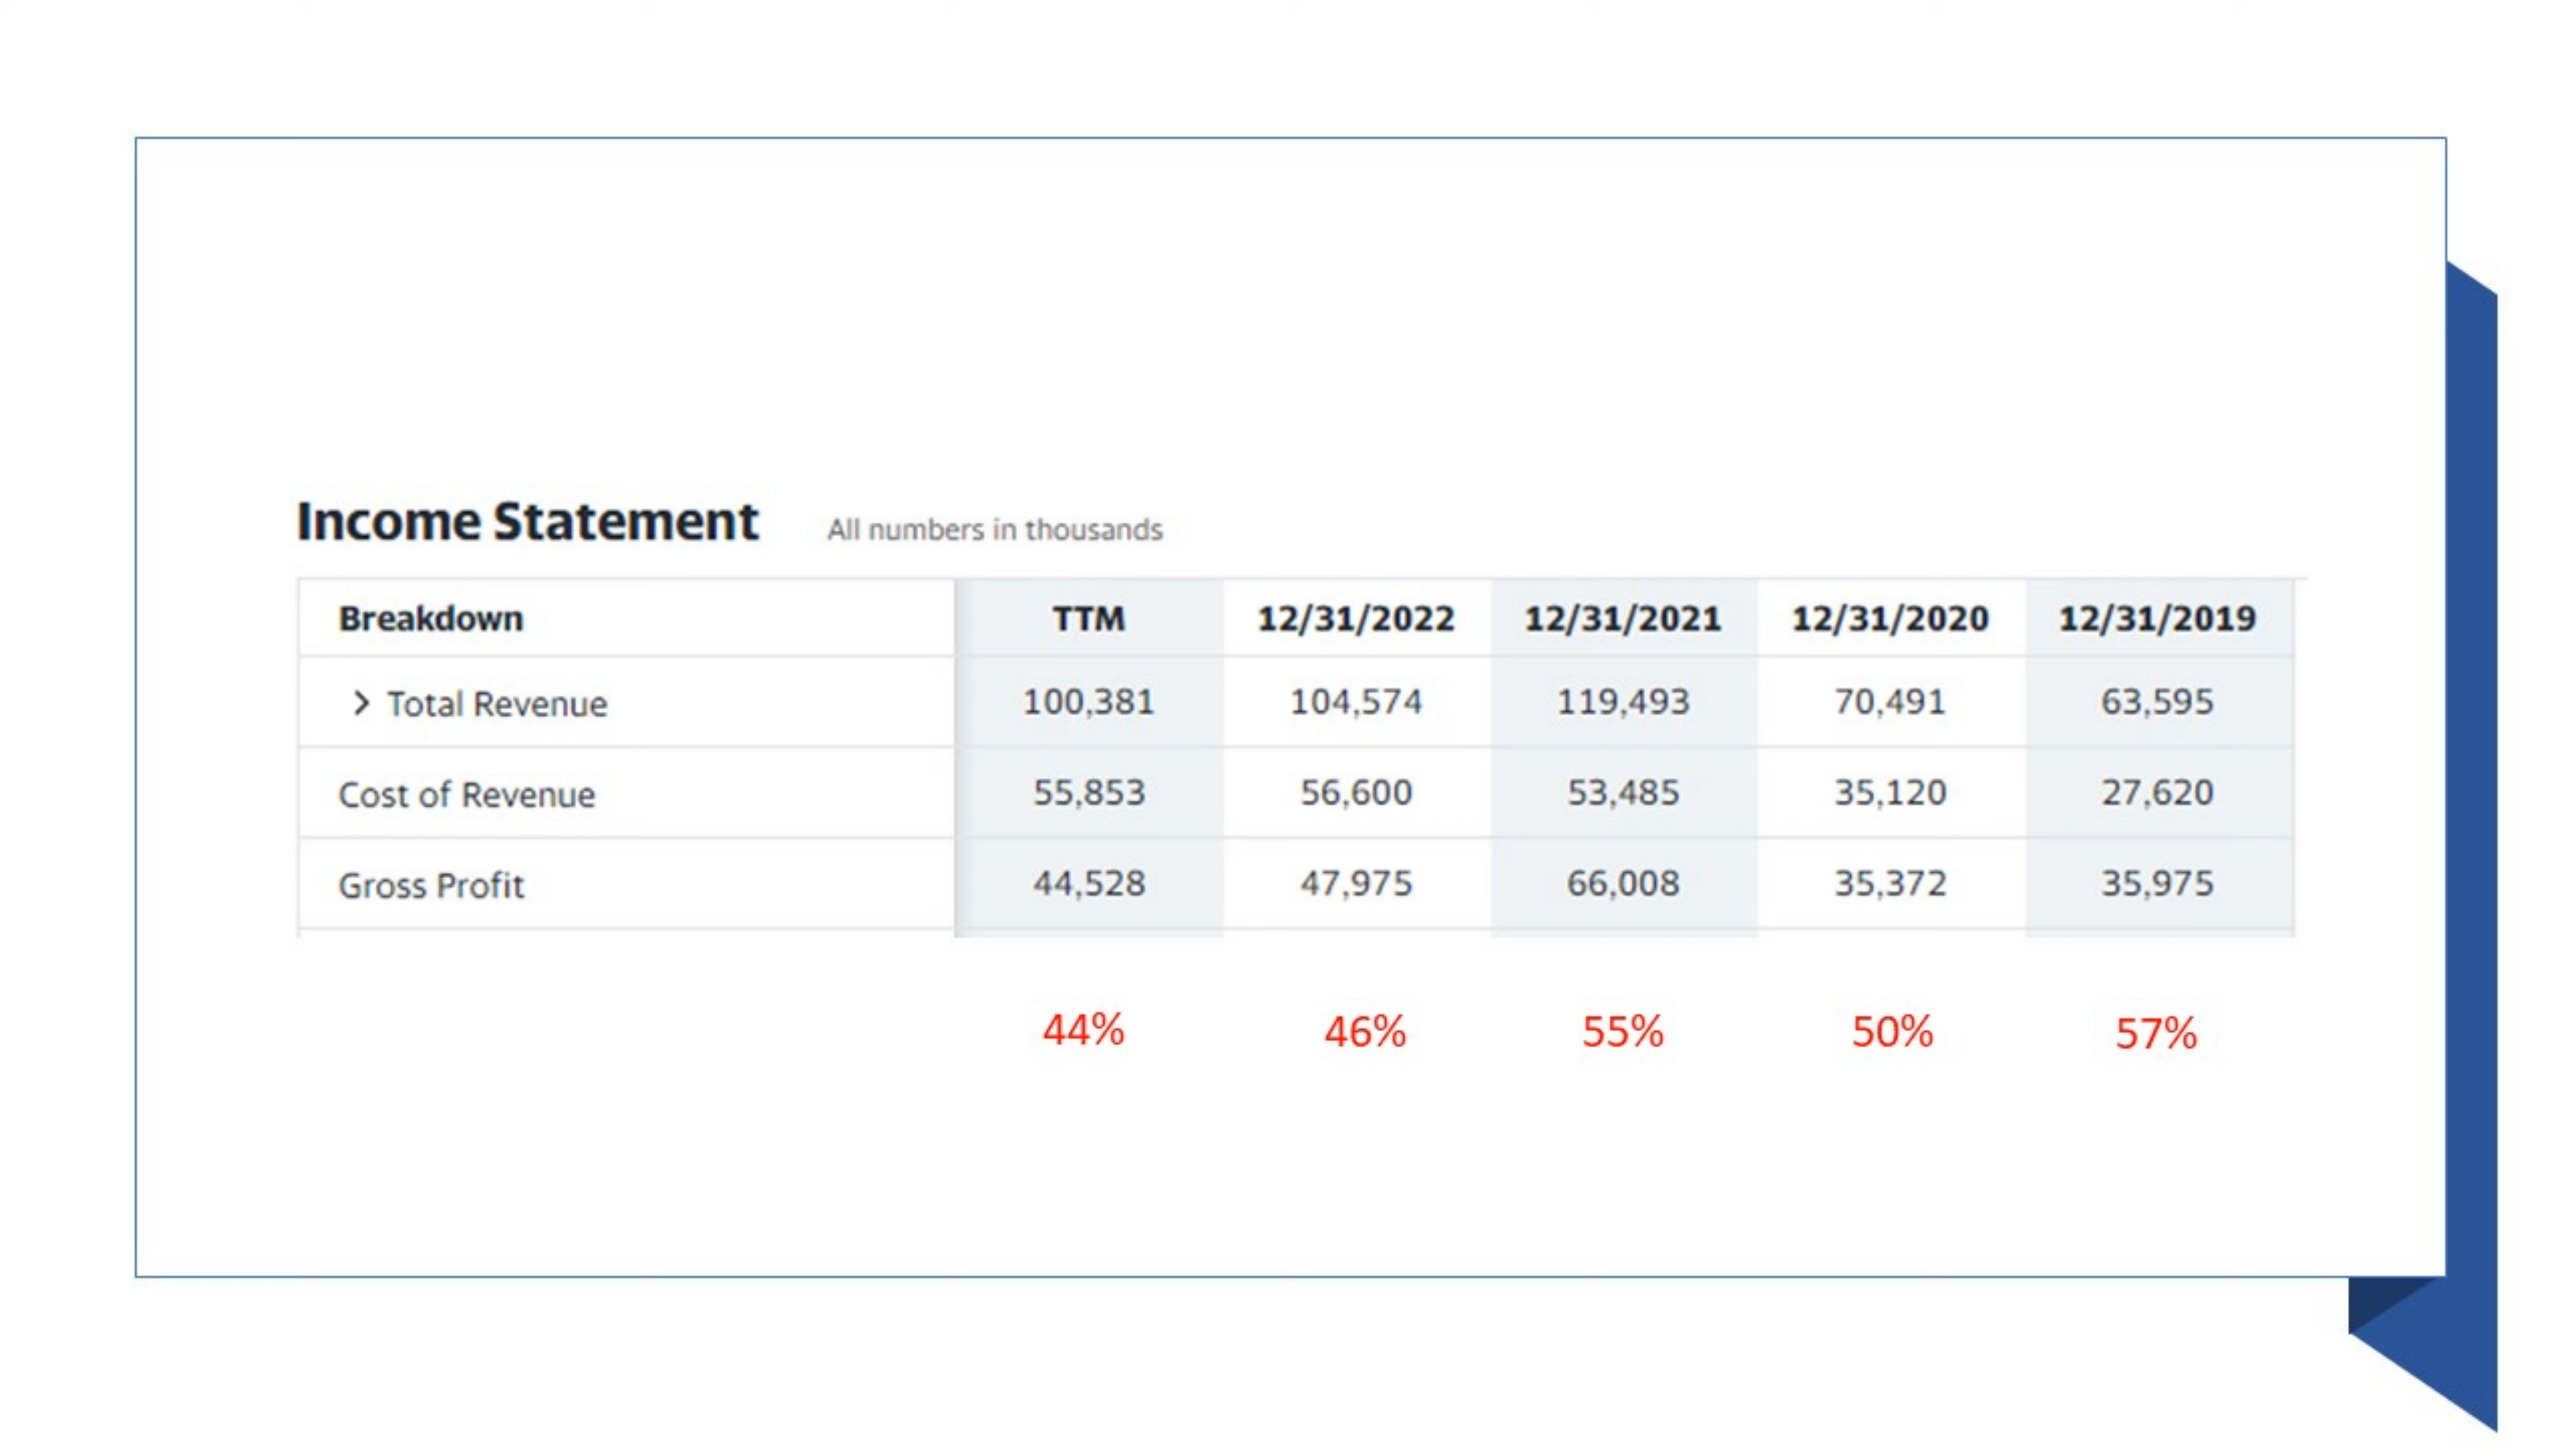 Income Statement All numbers in thousands
Breakdown TTM 12/31/2022 12/31/2021 12/31/2020 12/31/2019
> Total Revenue 100,381 104,574 119,493 70,491 63,595
Cost of Revenue 55,853 56,600 53,485 35,120 27,620
Gross Profit 44,528 47,975 66,008 35,372 35,975
44% 46% 55% 50% 57%